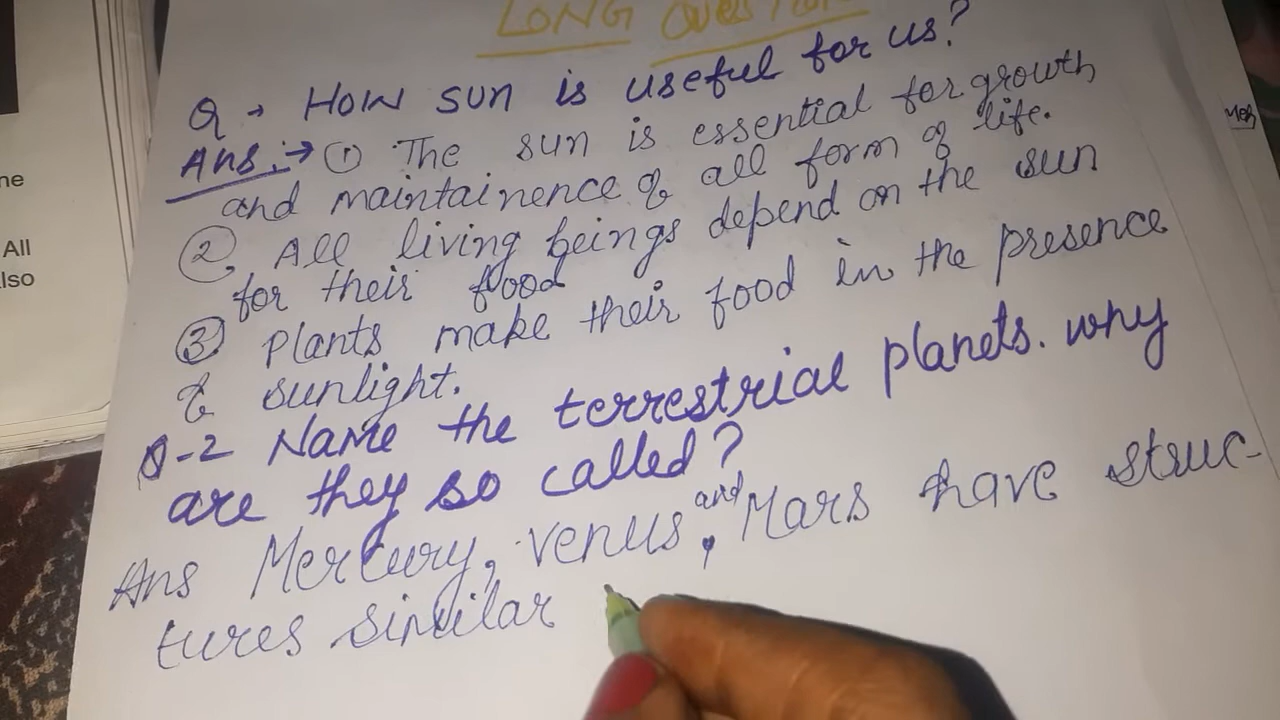 LONG QUESTION
Q → How sun is useful for us?
Ans:→ ① The sun is essential for growth
and maintainence of all form of life.
② All living beings depend on the sun
for their food
③ Plants make their food in the presence
of sunlight.
Q-2 Name the terrestrial planets. why
are they so called?
Ans Mercury, venus, and Mars have struc-
tures similar
ne
All
lso